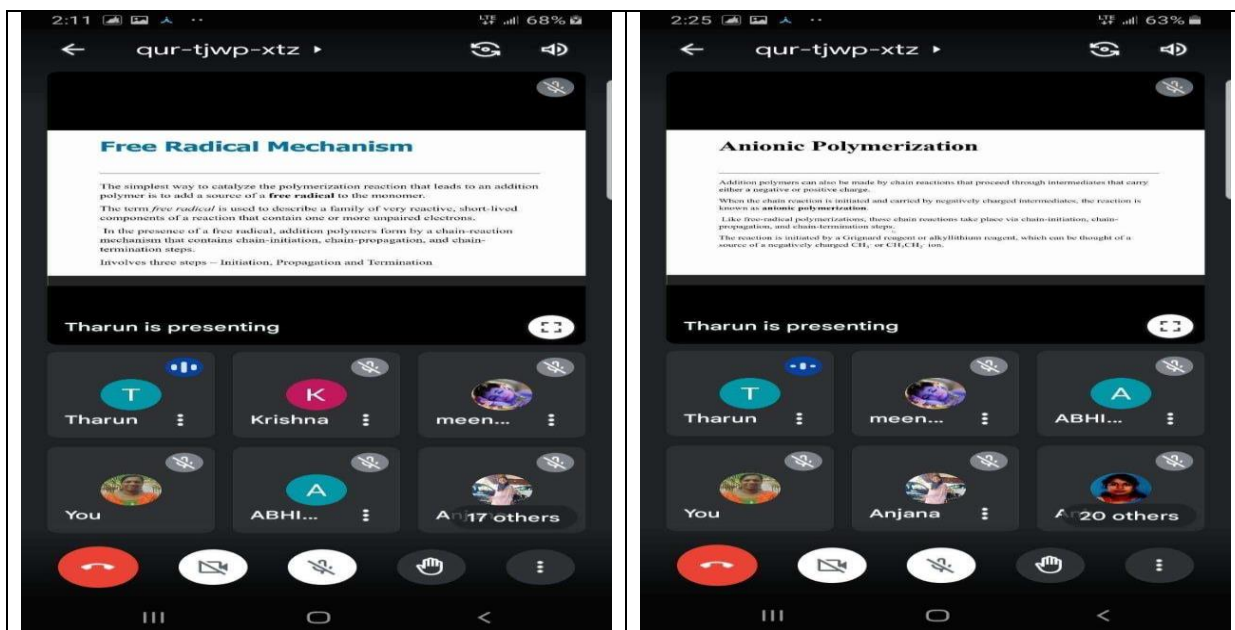 2:11
LTE 68%
qur-tjwp-xtz
Free Radical Mechanism
The simplest way to catalyze the polymerization reaction that leads to an addition
polymer is to add a source of a free radical to the monomer.
The term free radical is used to describe a family of very reactive, short-lived
components of a reaction that contain one or more unpaired electrons.
In the presence of a free radical, addition polymers form by a chain-reaction
mechanism that contains chain-initiation, chain-propagation, and chain-
termination steps.
Involves three steps – Initiation, Propagation and Termination
Tharun is presenting
T K
Tharun Krishna meen...
A
You ABHI... 17 others
2:25
LTE 63%
qur-tjwp-xtz
Anionic Polymerization
Addition polymers can also be made by chain reactions that proceed through intermediates that carry
either a negative or positive charge.
When the chain reaction is initiated and carried by negatively charged intermediates, the reaction is
known as anionic polymerization.
Like free-radical polymerizations, these chain reactions take place via chain-initiation, chain-
propagation, and chain-termination steps.
The reaction is initiated by a Grignard reagent or alkyllithium reagent, which can be thought of a
source of a negatively charged CH₃⁻ or CH₃CH₂⁻ ion.
Tharun is presenting
T A
Tharun meen... ABHI...
You Anjana 20 others